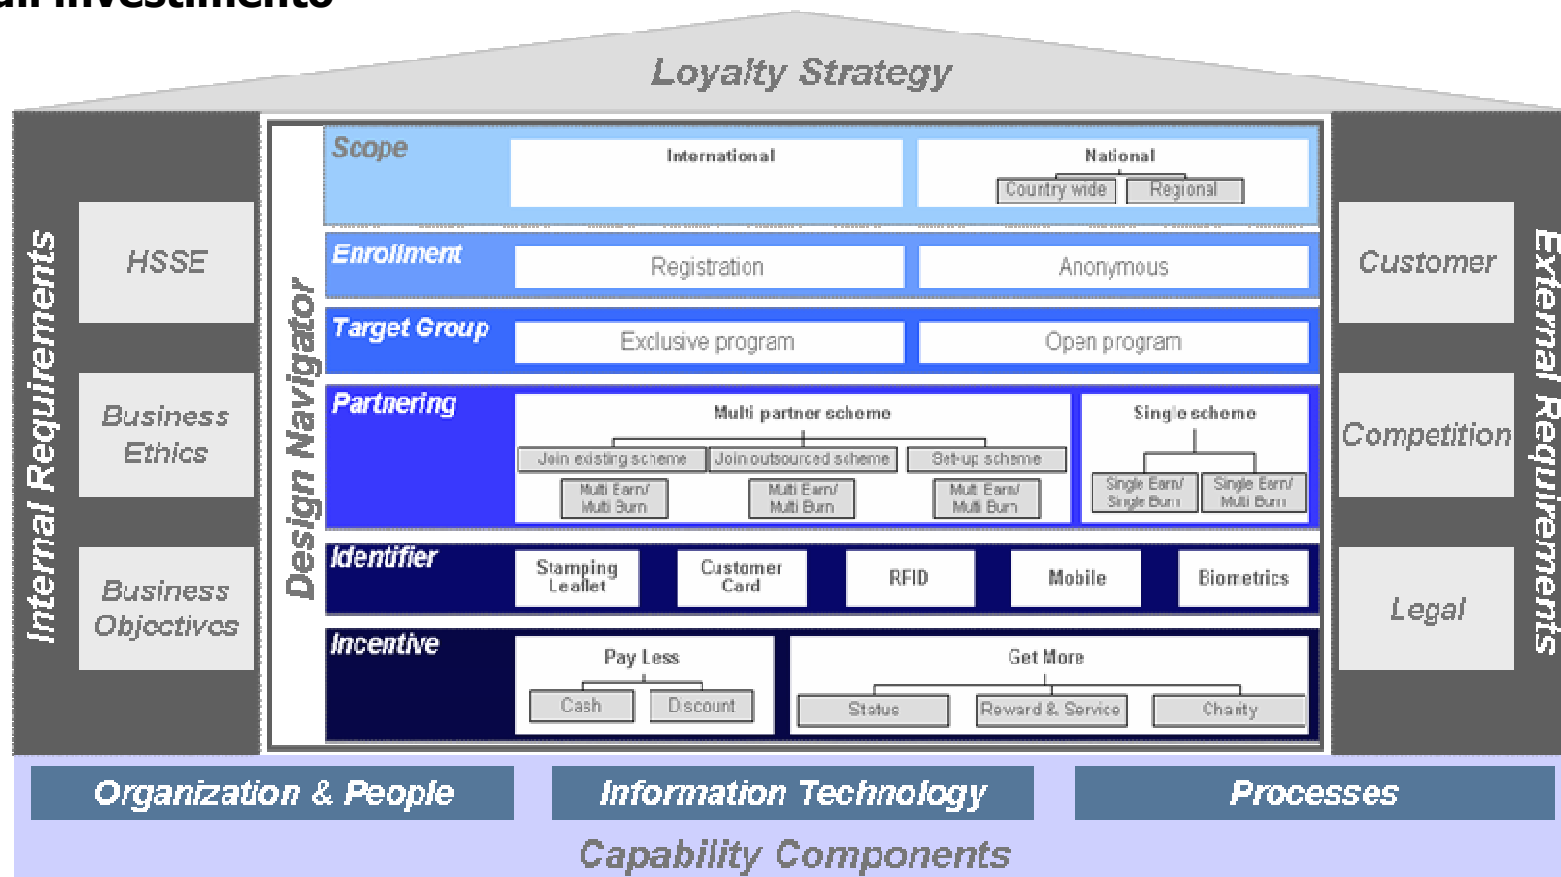 investimento
Loyalty Strategy
Internal Requirements
HSSE
Business
Ethics
Business
Objectives
Design Navigator
Scope
International
National
Country wide
Regional
Enrollment
Registration
Anonymous
Target Group
Exclusive program
Open program
Partnering
Multi partner scheme
Join existing scheme
Join outsourced scheme
Set-up scheme
Multi Earn/
Multi Burn
Multi Earn/
Multi Burn
Multi Earn/
Multi Burn
Single scheme
Single Earn/
Single Burn
Single Earn/
Multi Burn
Identifier
Stamping
Leaflet
Customer
Card
RFID
Mobile
Biometrics
Incentive
Pay Less
Cash
Discount
Get More
Status
Reward & Service
Charity
External Requirements
Customer
Competition
Legal
Organization & People
Information Technology
Processes
Capability Components